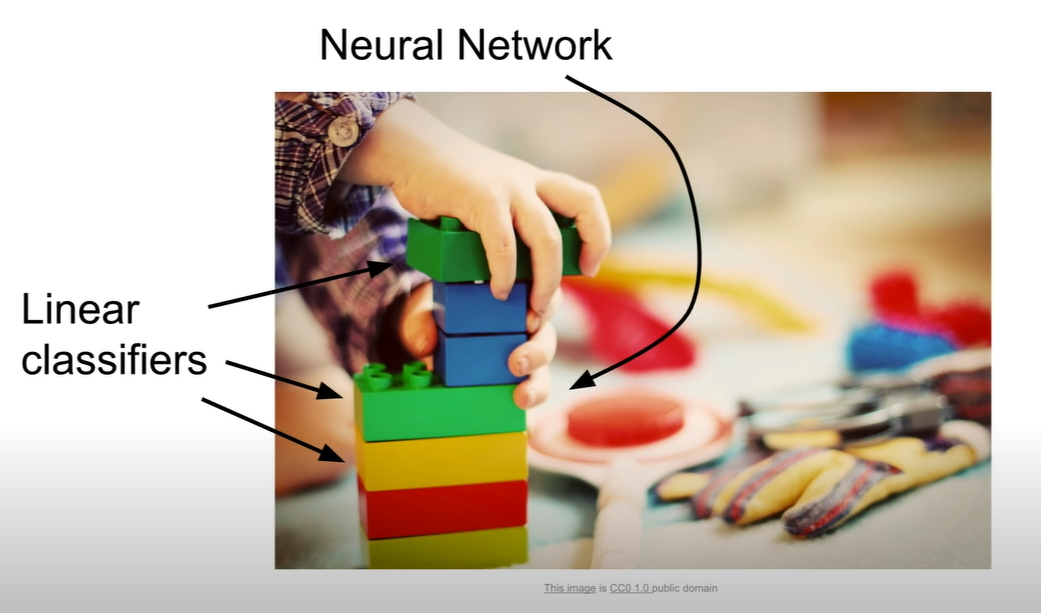 Neural Network
Linear
classifiers
This image is CC0 1.0 public domain